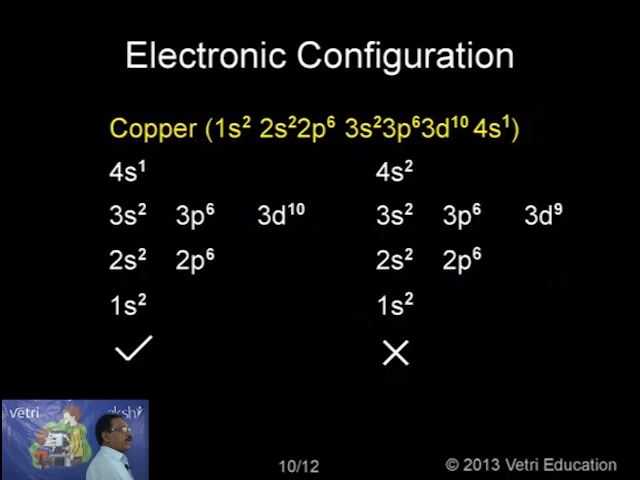 Electronic Configuration
Copper (1s² 2s²2p⁶ 3s²3p⁶3d¹⁰ 4s¹)
4s¹ 4s²
3s² 3p⁶ 3d¹⁰ 3s² 3p⁶ 3d⁹
2s² 2p⁶ 2s² 2p⁶
1s² 1s²
vetri
10/12
© 2013 Vetri Education